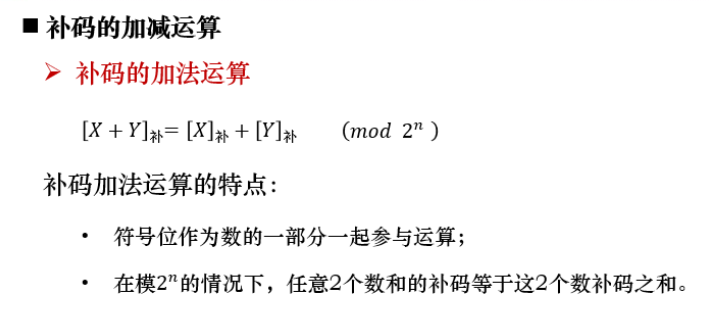 ■ 补码的加减运算
➢ 补码的加法运算
[X + Y]补= [X]补 + [Y]补 (mod 2ⁿ )
补码加法运算的特点：
• 符号位作为数的一部分一起参与运算；
• 在模2ⁿ的情况下，任意2个数和的补码等于这2个数补码之和。